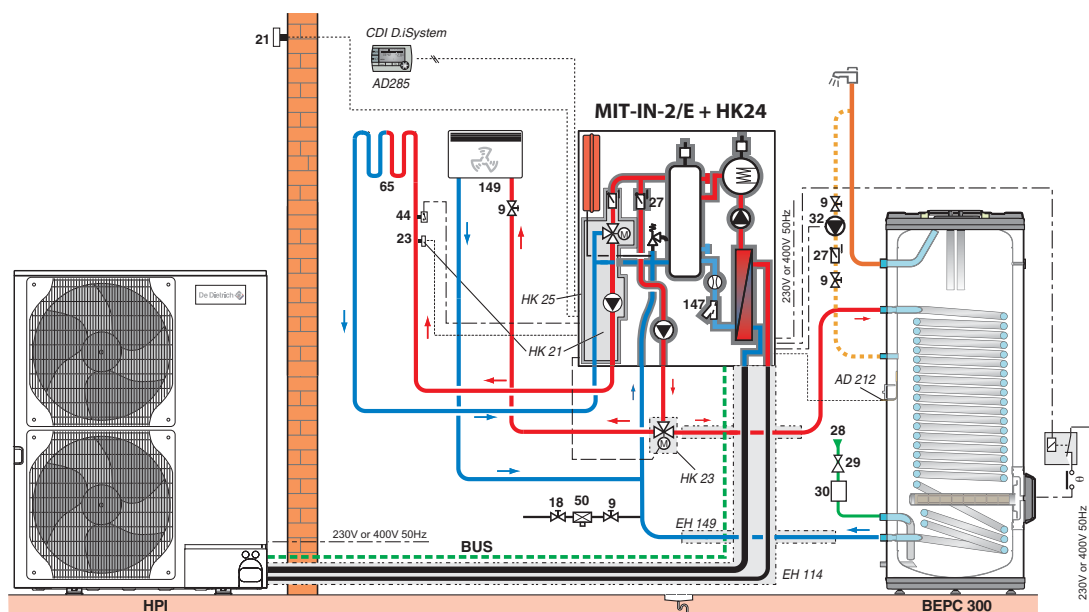 21
CDI D.iSystem
AD285
MIT-IN-2/E + HK24
65
149
9
44
23
27
M
HK 25
147
HK 21
230V or 400V 50Hz
9
32
27
9
AD 212
28
29
30
θ
De Dietrich
M
HK 23
18
50
9
EH 149
230V or 400V 50Hz
BUS
EH 114
230V or 400V 50Hz
HPI
BEPC 300